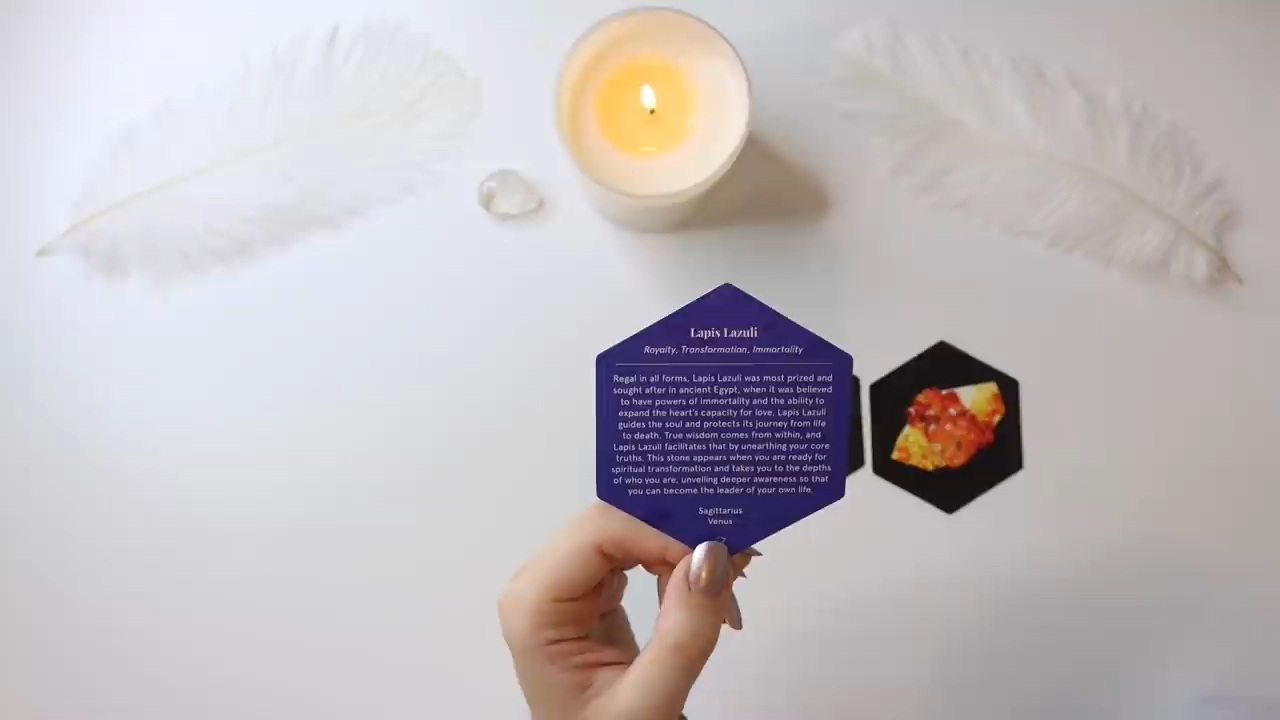 Lapis Lazuli
Royalty, Transformation, Immortality
Regal in all forms, Lapis Lazuli was most prized and
sought after in ancient Egypt, when it was believed
to have powers of immortality and the ability to
expand the heart's capacity for love. Lapis Lazuli
guides the soul and protects its journey from life
to death. True wisdom comes from within, and
Lapis Lazuli facilitates that by unearthing your core
truths. This stone appears when you are ready for
spiritual transformation and takes you to the depths
of who you are, unveiling deeper awareness so that
you can become the leader of your own life.
Sagittarius
Venus